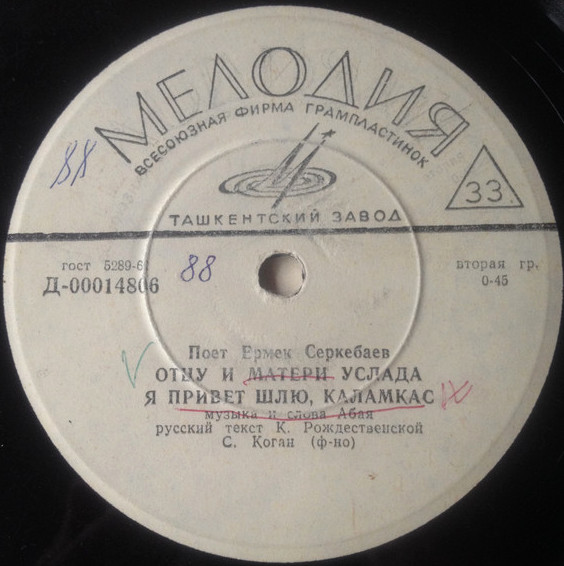 МЕЛОДИЯ
ВСЕСОЮЗНАЯ ФИРМА ГРАМПЛАСТИНОК
33
ТАШКЕНТСКИЙ ЗАВОД
88
гост 5289-6
88
вторая гр.
Д-00014806
0-45
Поет Ермек Серкебаев
ОТЦУ И МАТЕРИ УСЛАДА
Я ПРИВЕТ ШЛЮ, КАЛАМКАС
музыка и слова Абая
русский текст К. Рождественской
С. Коган (ф-но)